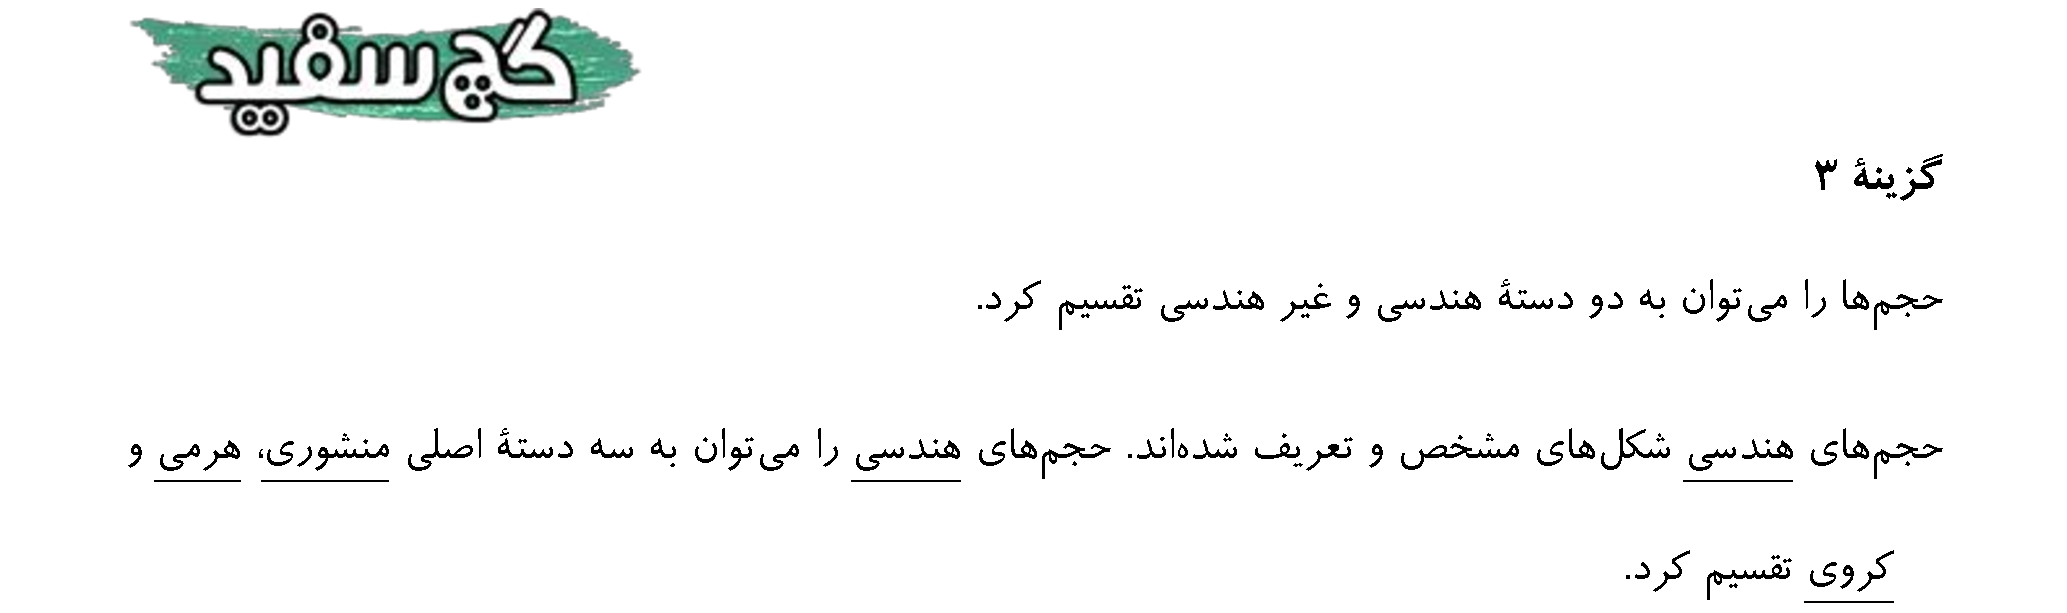 گچ سفید
گزینهٔ ۳
حجم‌ها را می‌توان به دو دستهٔ هندسی و غیر هندسی تقسیم کرد.
حجم‌های هندسی شکل‌های مشخص و تعریف شده‌اند. حجم‌های هندسی را می‌توان به سه دستهٔ اصلی منشوری، هرمی و
کروی تقسیم کرد.